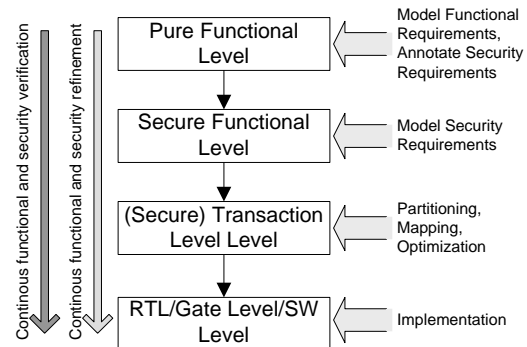 Continous functional and security verification
Continous functional and security refinement
Pure Functional
Level
Model Functional
Requirements,
Annotate Security
Requirements
Secure Functional
Level
Model Security
Requirements
(Secure) Transaction
Level Level
Partitioning,
Mapping,
Optimization
RTL/Gate Level/SW
Level
Implementation